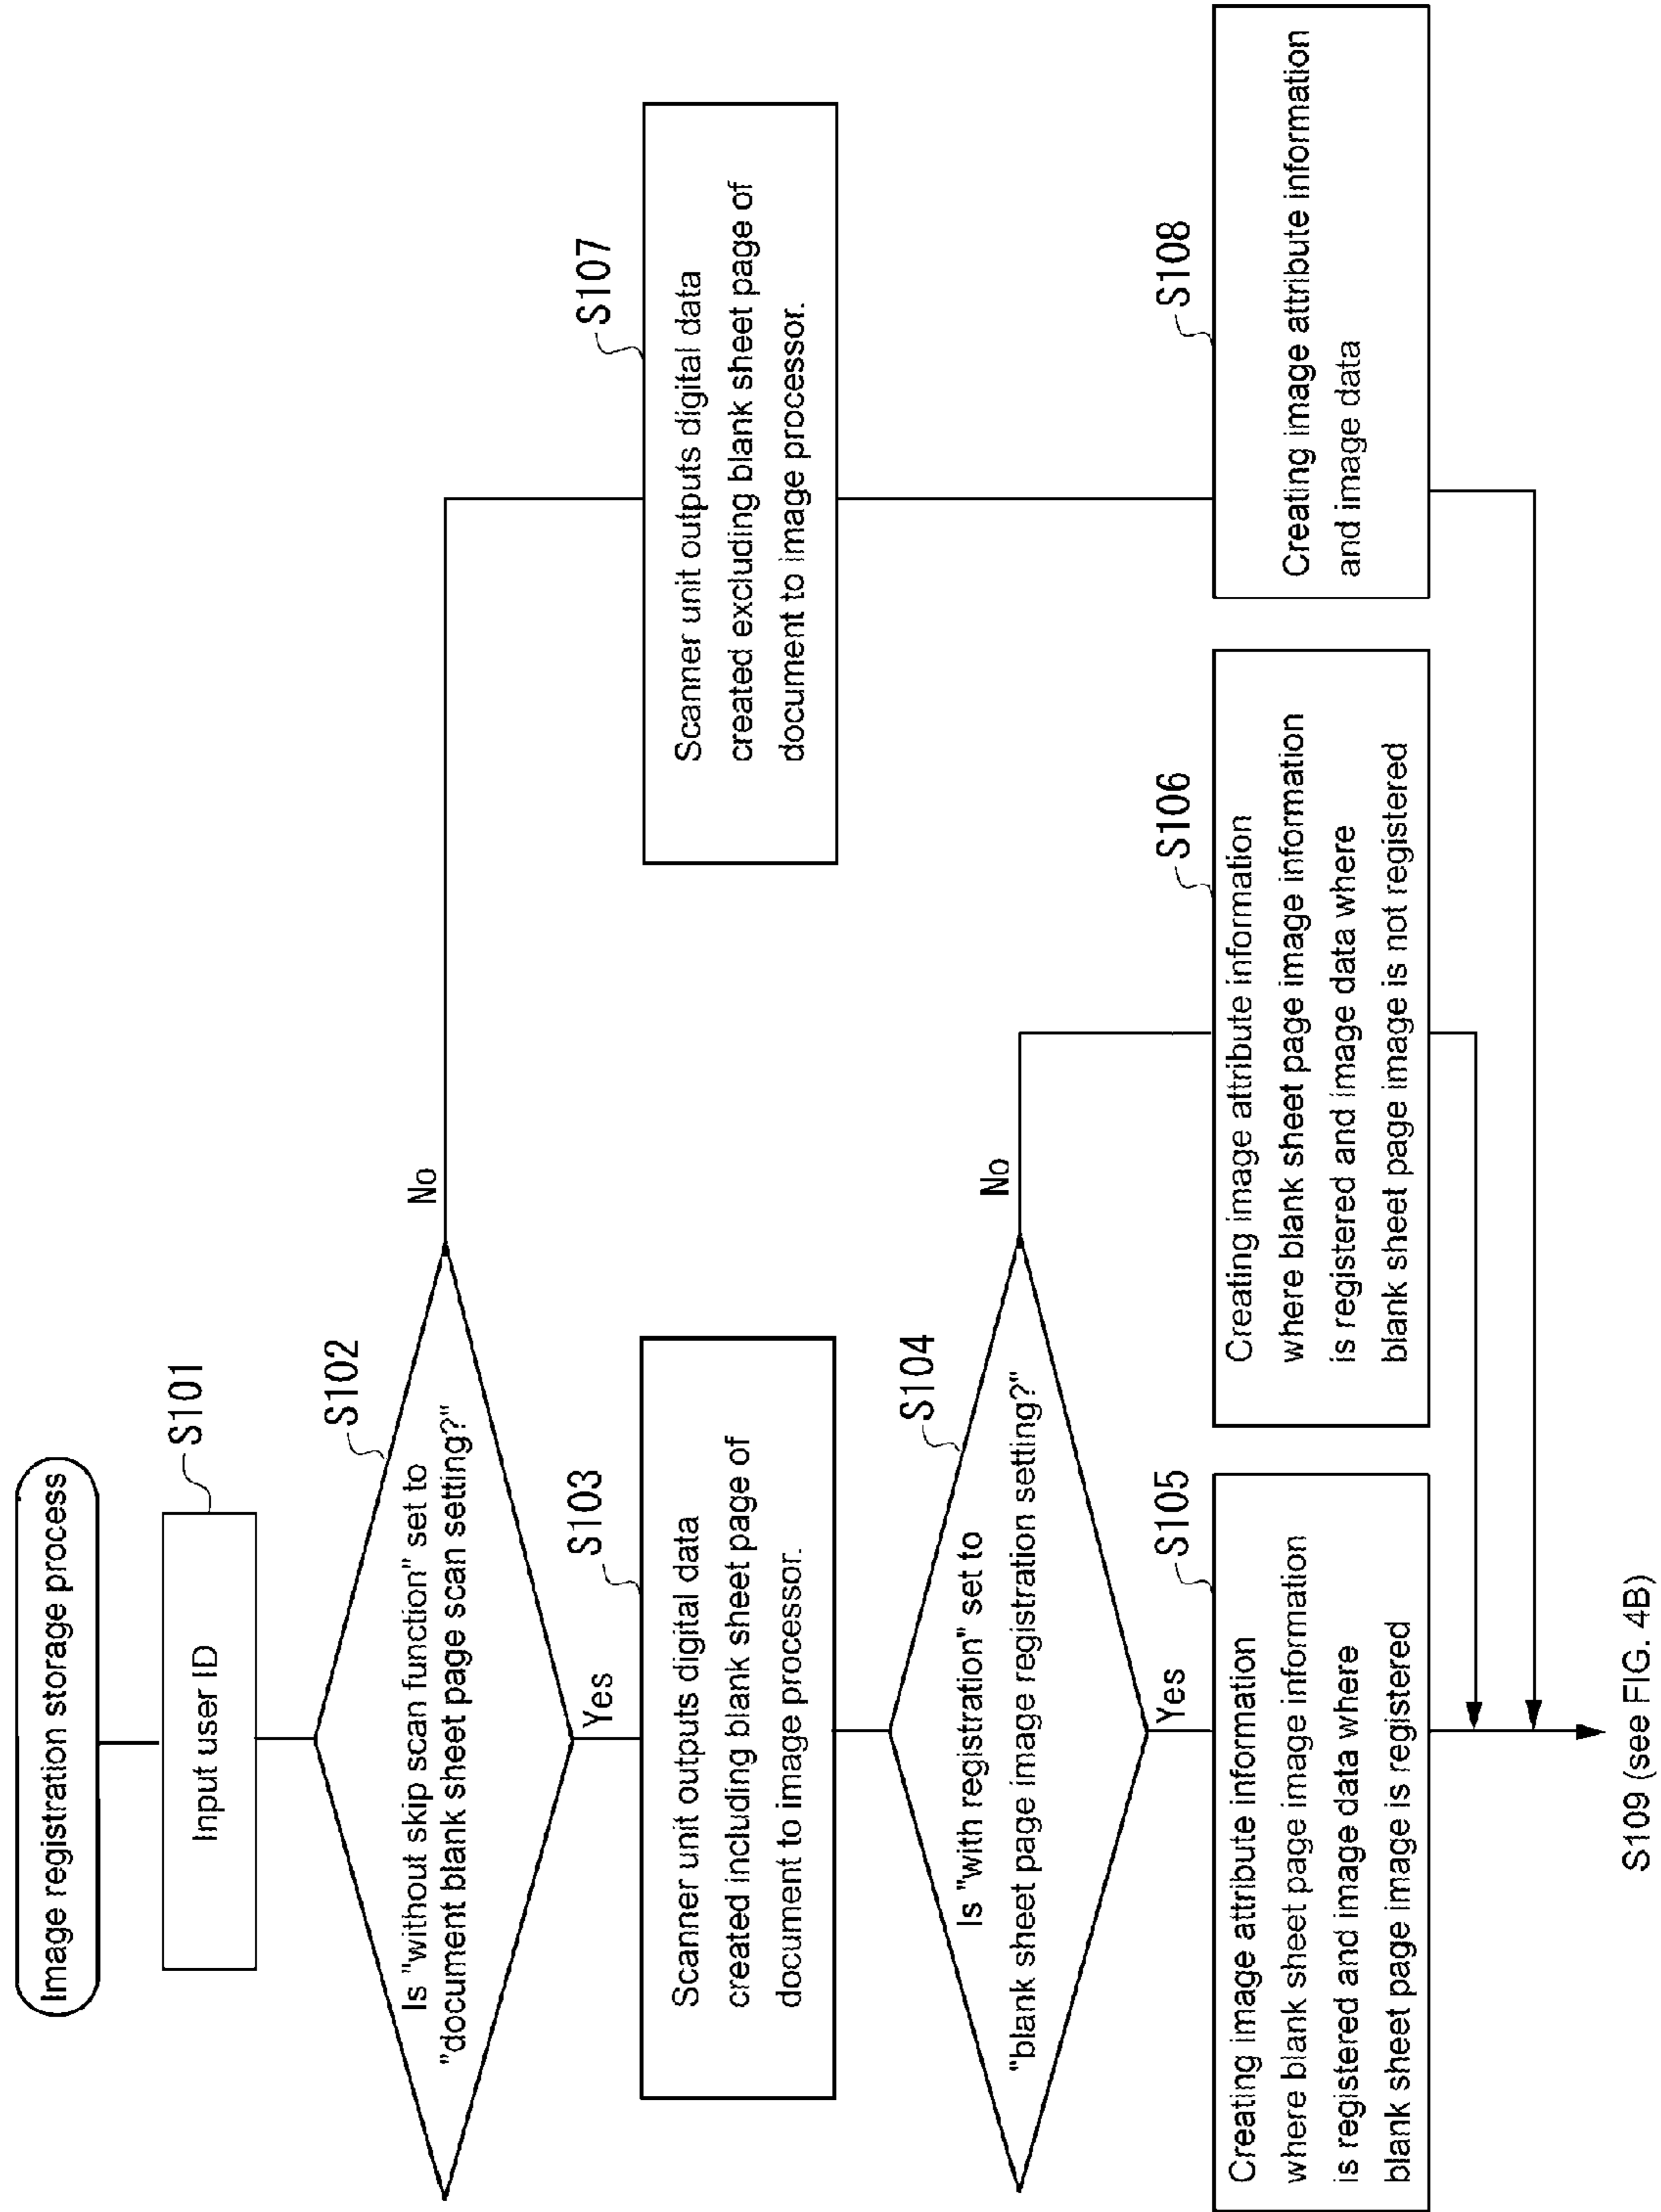 Image registration storage process
S101
Input user ID
S102
Is "without skip scan function" set to
"document blank sheet page scan setting?"
No
Yes
S103
Scanner unit outputs digital data
created including blank sheet page of
document to image processor.
S107
Scanner unit outputs digital data
created excluding blank sheet page of
document to image processor.
S104
Is "with registration" set to
"blank sheet page image registration setting?"
No
Yes
S105
Creating image attribute information
where blank sheet page image information
is registered and image data where
blank sheet page image is registered
S106
Creating image attribute information
where blank sheet page image information
is registered and image data where
blank sheet page image is not registered
S108
Creating image attribute information
and image data
S109 (see FIG. 4B)